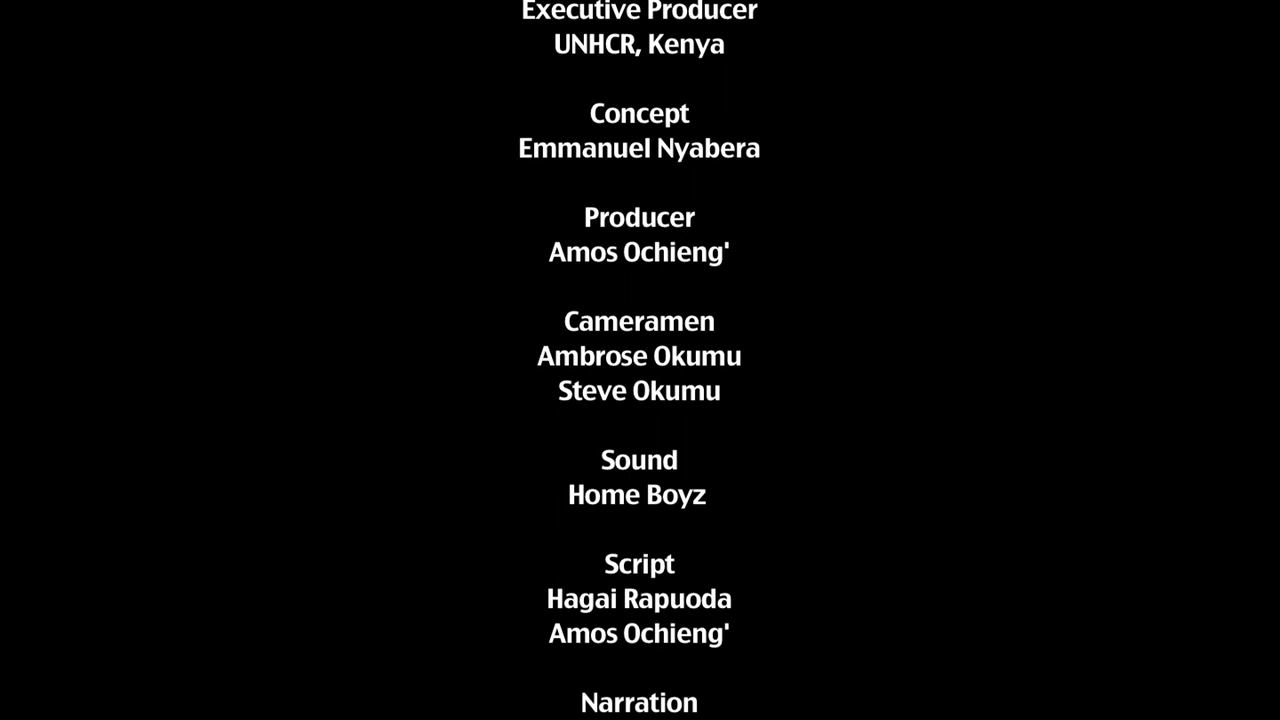 Executive Producer
UNHCR, Kenya
Concept
Emmanuel Nyabera
Producer
Amos Ochieng'
Cameramen
Ambrose Okumu
Steve Okumu
Sound
Home Boyz
Script
Hagai Rapuoda
Amos Ochieng'
Narration